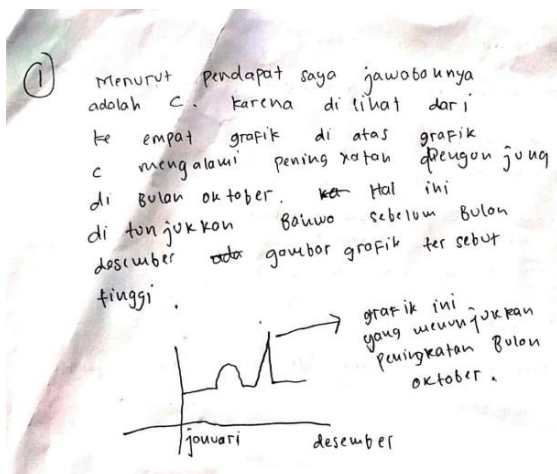 1
Menurut pendapat saya jawabannya
adalah C. karena di lihat dari
ke empat grafik di atas grafik
c mengalami peningkatan pengunjung
di Bulan oktober. Hal ini
di tunjukkan Bahwa sebelum Bulan
desember gambar grafik ter sebut
tinggi.
grafik ini
yang menunjukkan
peningkatan Bulan
oktober.
januari desember